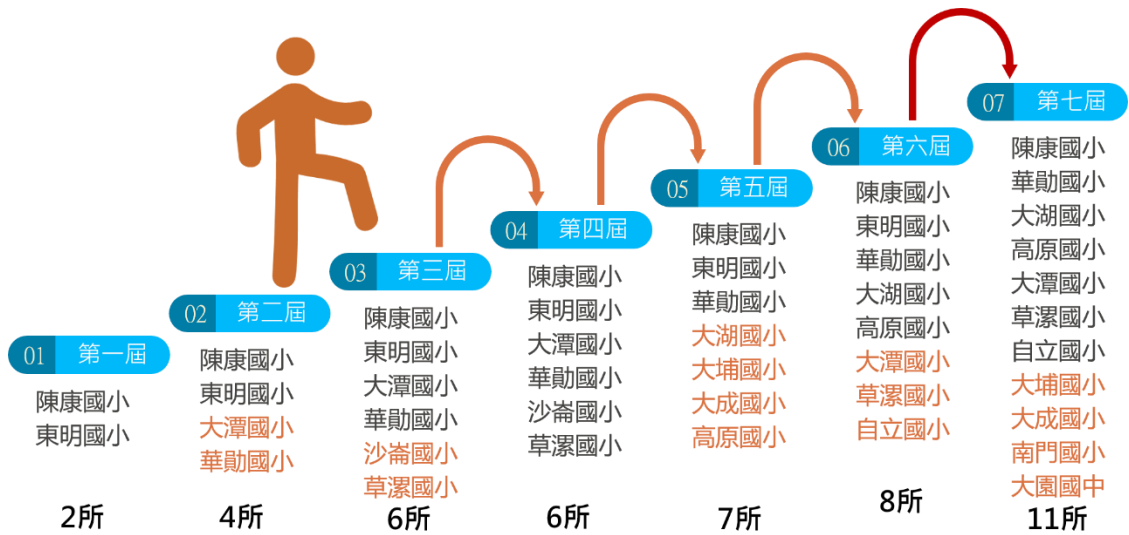 01 第一屆
陳康國小
東明國小
2所
02 第二屆
陳康國小
東明國小
大潭國小
華勛國小
4所
03 第三屆
陳康國小
東明國小
大潭國小
華勛國小
沙崙國小
草漯國小
6所
04 第四屆
陳康國小
東明國小
大潭國小
華勛國小
沙崙國小
草漯國小
6所
05 第五屆
陳康國小
東明國小
華勛國小
大湖國小
大埔國小
大成國小
高原國小
7所
06 第六屆
陳康國小
東明國小
華勛國小
大湖國小
高原國小
大潭國小
草漯國小
自立國小
8所
07 第七屆
陳康國小
華勛國小
大湖國小
高原國小
大潭國小
草漯國小
自立國小
大埔國小
大成國小
南門國小
大園國中
11所